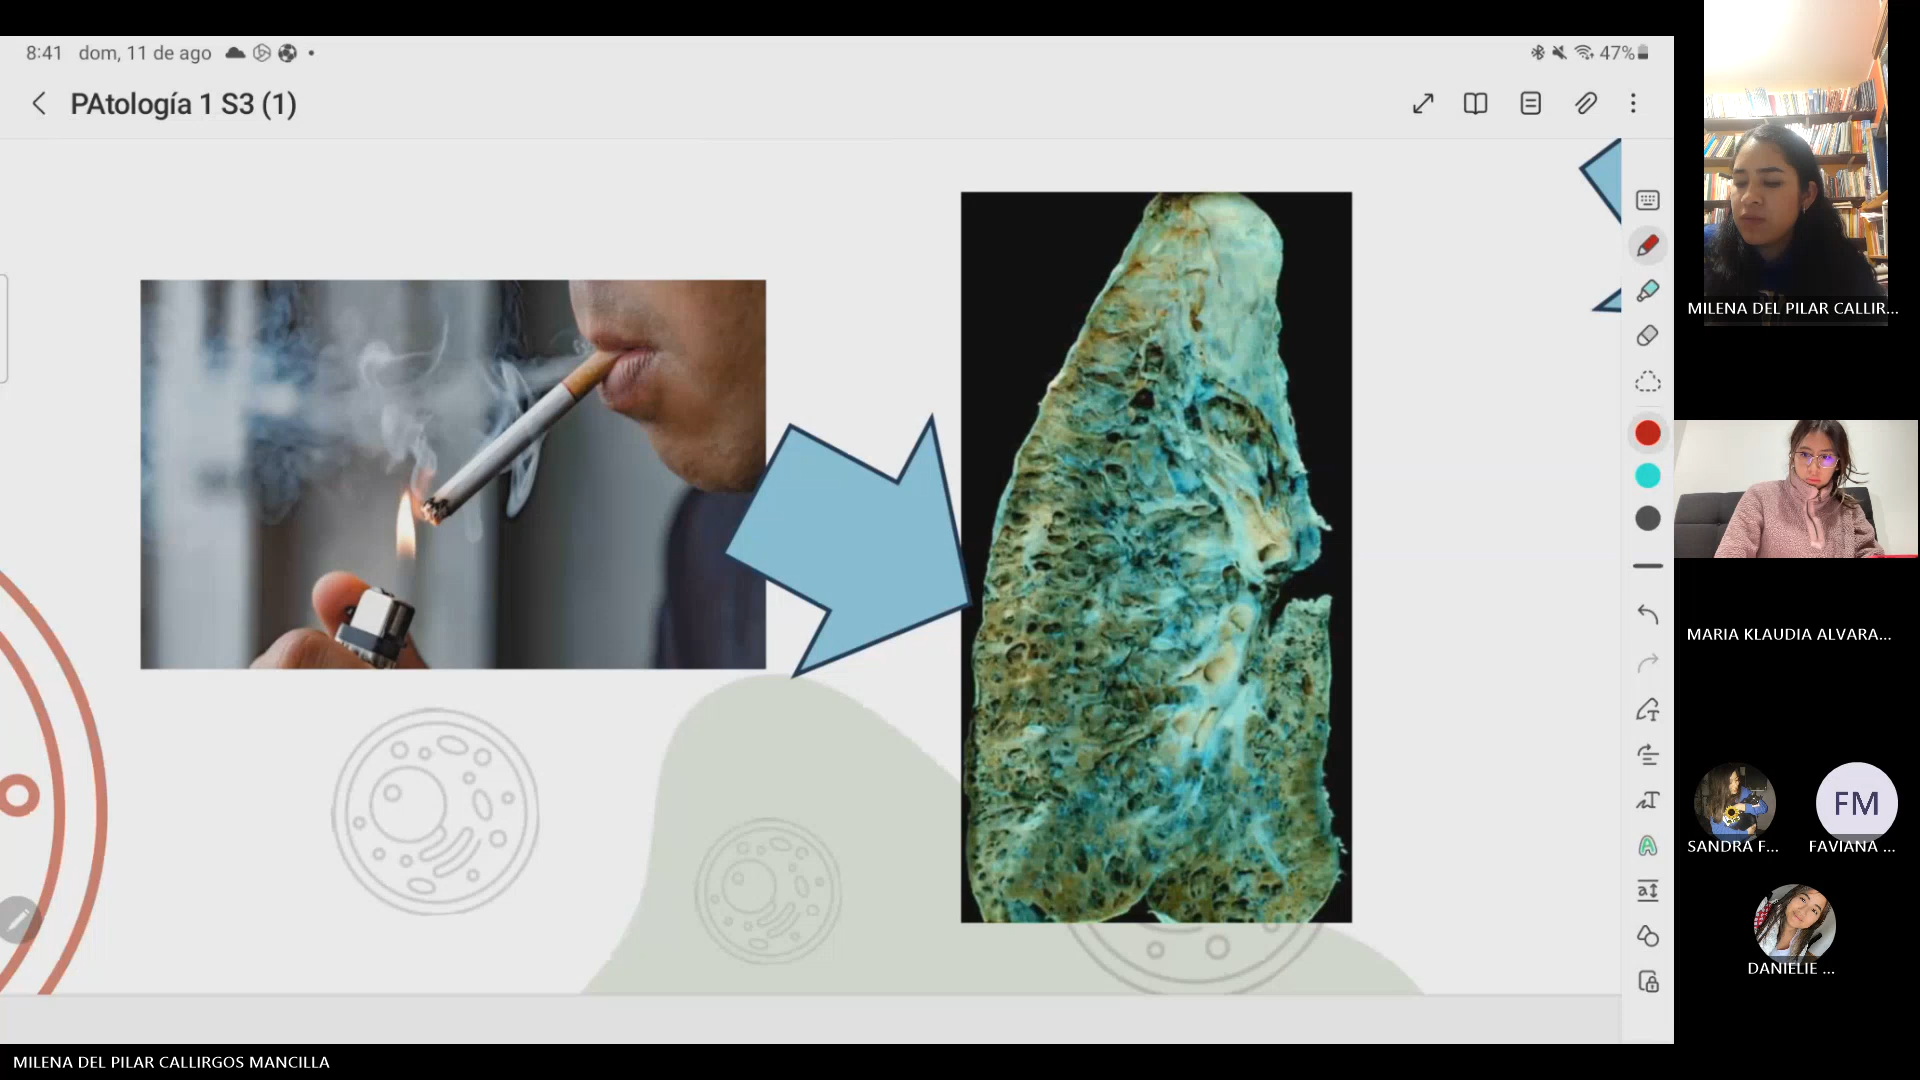 8:41 dom, 11 de ago
47%
PAtología 1 S3 (1)
MILENA DEL PILAR CALLIR...
MARIA KLAUDIA ALVARA...
FM
SANDRA F...
FAVIANA ...
DANIELIE ...
MILENA DEL PILAR CALLIRGOS MANCILLA